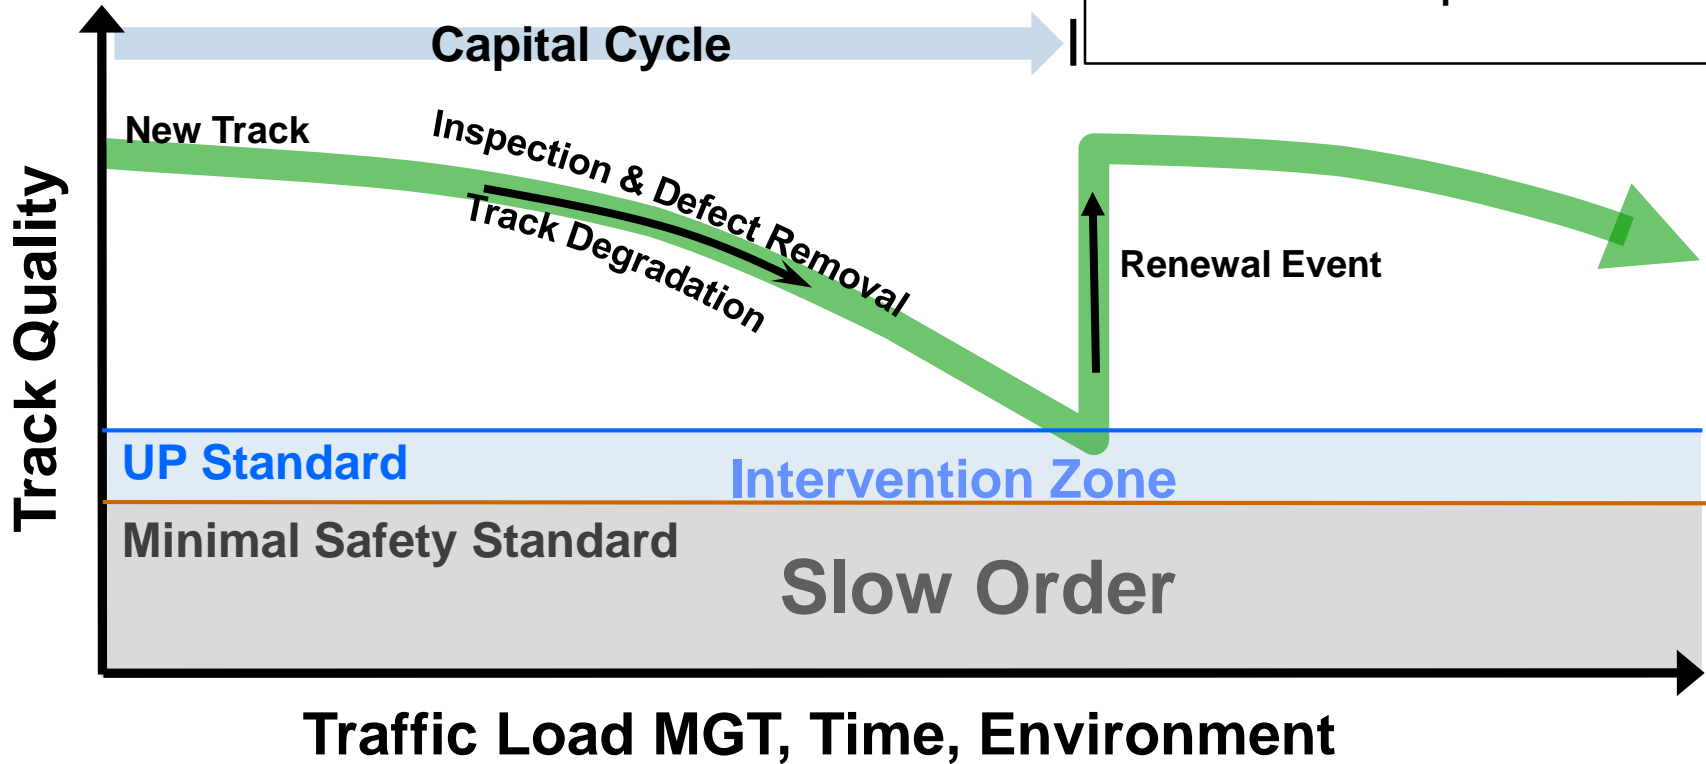 Capital Cycle
New Track
Inspection & Defect Removal
Track Degradation
Renewal Event
Track Quality
UP Standard
Intervention Zone
Minimal Safety Standard
Slow Order
Traffic Load MGT, Time, Environment